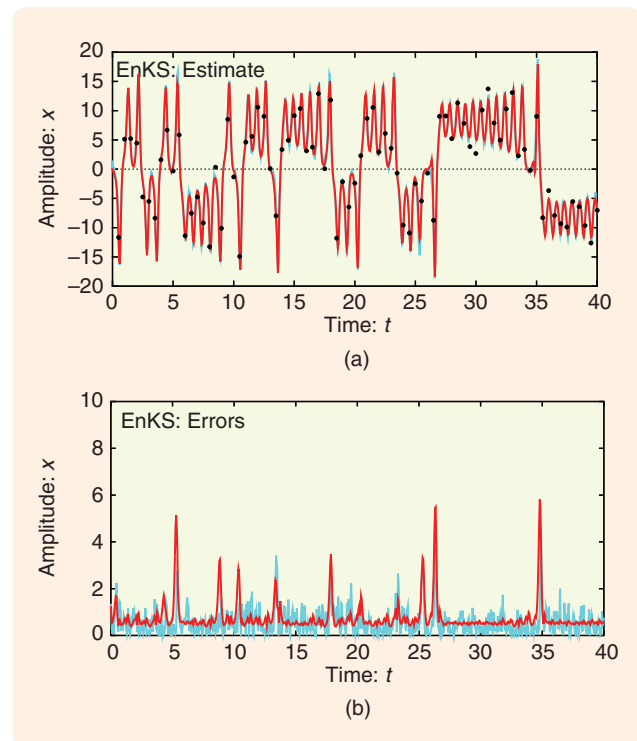 EnKS: Estimate
20
15
10
5
0
−5
−10
−15
−20
Amplitude: x
0 5 10 15 20 25 30 35 40
Time: t
(a)
EnKS: Errors
10
8
6
4
2
0
Amplitude: x
0 5 10 15 20 25 30 35 40
Time: t
(b)